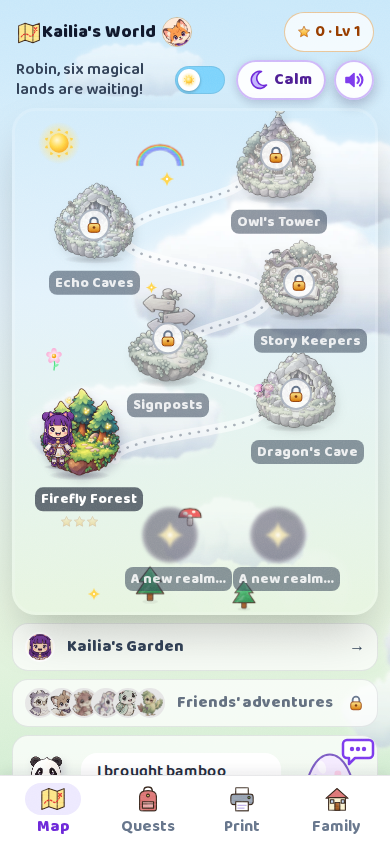 Kailia's World
0 · Lv 1
Robin, six magical
lands are waiting!
Calm
Owl's Tower
Echo Caves
Story Keepers
Signposts
Dragon's Cave
Firefly Forest
A new realm...
A new realm...
Kailia's Garden
→
Friends' adventures
I brought bamboo
Map
Quests
Print
Family